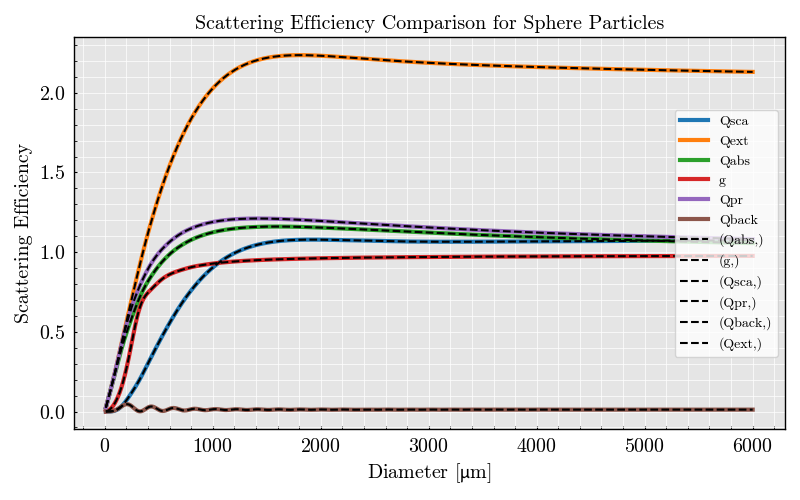 Scattering Efficiency Comparison for Sphere Particles
Scattering Efficiency
2.0
1.5
1.0
0.5
0.0
Qsca
Qext
Qabs
g
Qpr
Qback
(Qabs,)
(g,)
(Qsca,)
(Qpr,)
(Qback,)
(Qext,)
0 1000 2000 3000 4000 5000 6000
Diameter [µm]